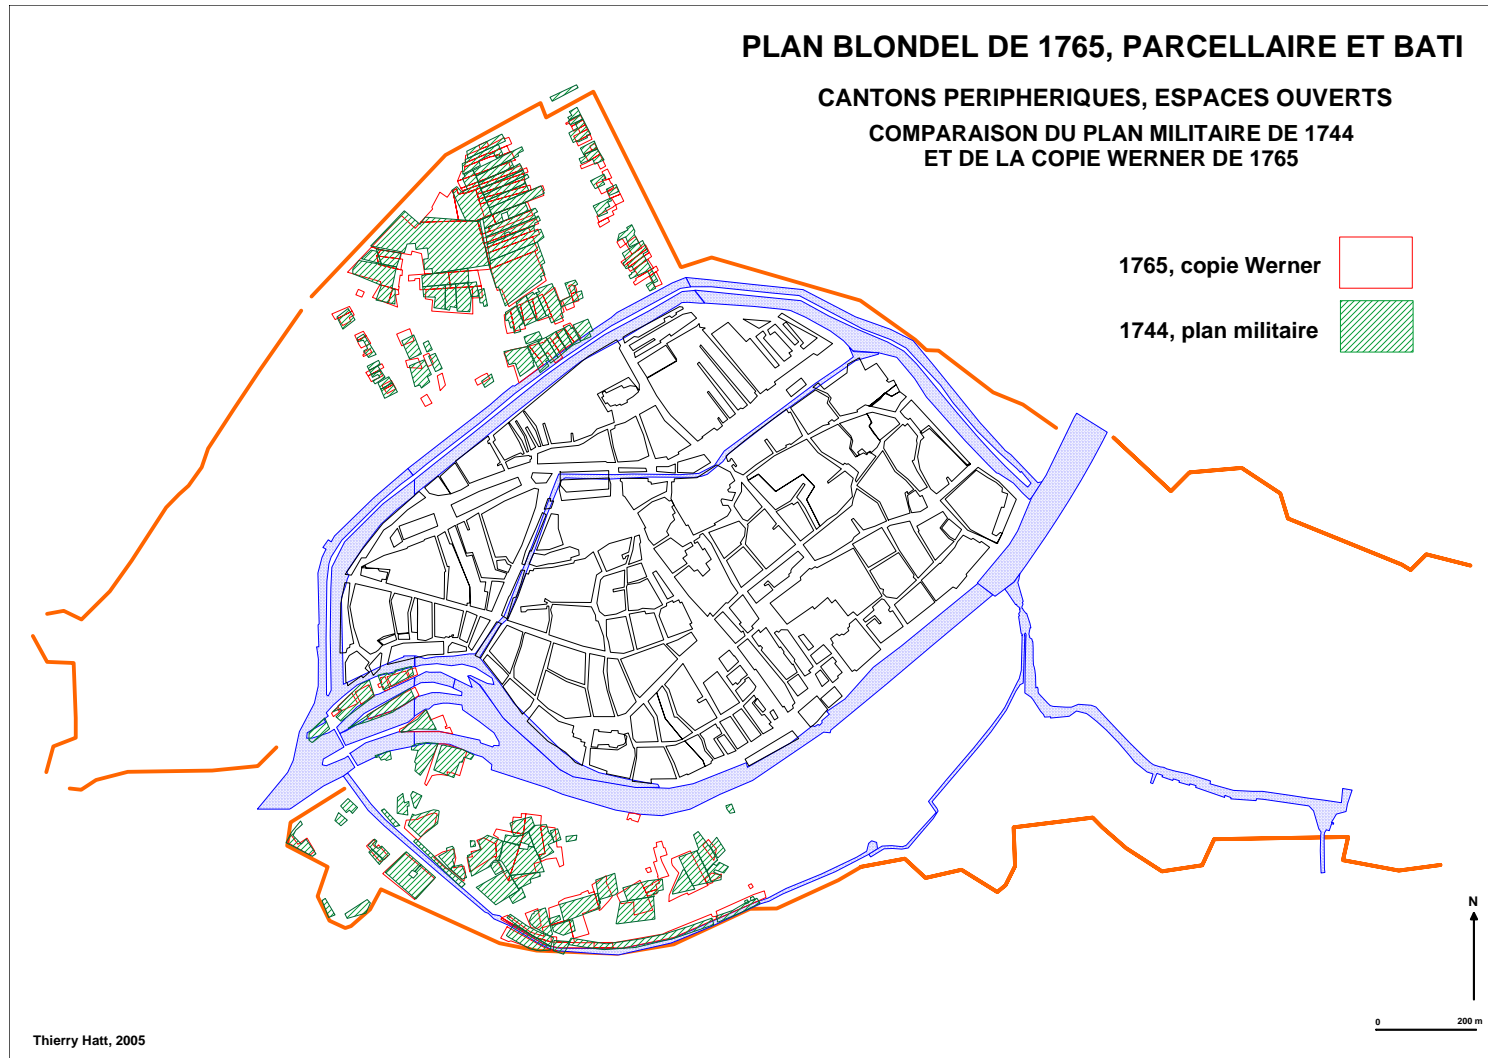 PLAN BLONDEL DE 1765, PARCELLAIRE ET BATI
CANTONS PERIPHERIQUES, ESPACES OUVERTS
COMPARAISON DU PLAN MILITAIRE DE 1744
ET DE LA COPIE WERNER DE 1765
1765, copie Werner
1744, plan militaire
N
0 200 m
Thierry Hatt, 2005